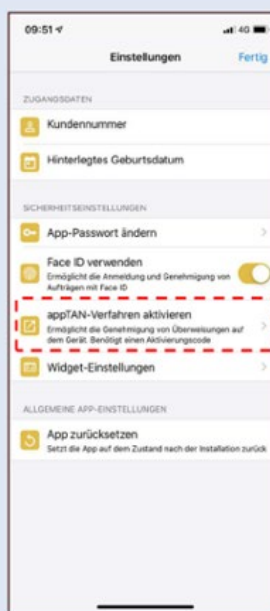 09:51
4G
Einstellungen
Fertig
ZUGANGSDATEN
Kundennummer
Hinterlegtes Geburtsdatum
SICHERHEITSEINSTELLUNGEN
App-Passwort ändern
Face ID verwenden
Ermöglicht die Anmeldung und Genehmigung von
Aufträgen mit Face ID
appTAN-Verfahren aktivieren
Ermöglicht die Genehmigung von Überweisungen auf
dem Gerät. Benötigt einen Aktivierungscode
Widget-Einstellungen
ALLGEMEINE APP-EINSTELLUNGEN
App zurücksetzen
Setzt die App auf dem Zustand nach der Installation zurück